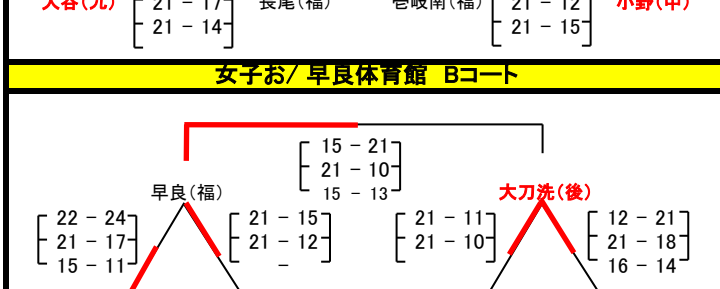 大谷(九) 21 - 17 長尾(福) 壱岐南(福) 21 - 12 小野(中)
21 - 14 21 - 15
女子お/ 早良体育館 Bコート
15 - 21
21 - 10
15 - 13
早良(福) 大刀洗(後)
22 - 24 21 - 15 21 - 11 12 - 21
21 - 17 21 - 12 21 - 10 21 - 18
15 - 11 - 16 - 14